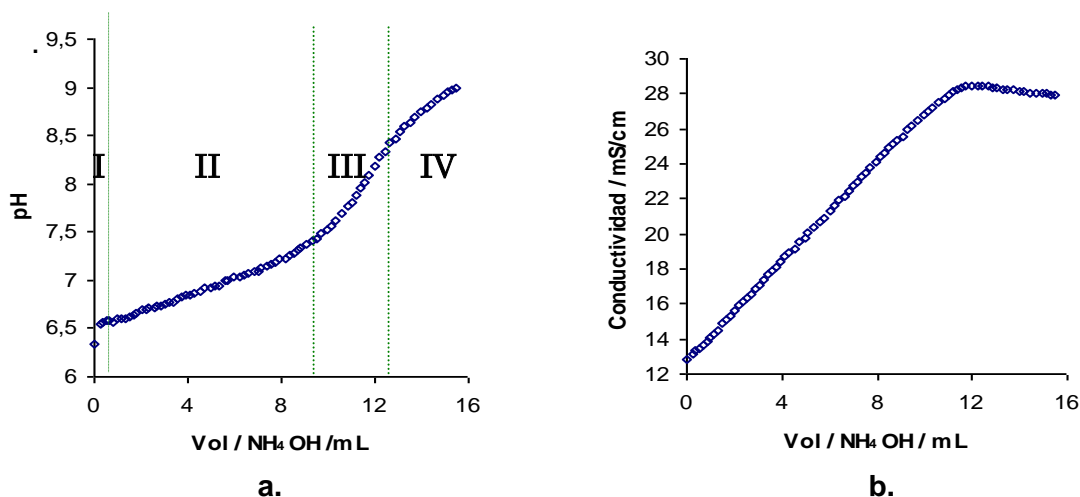 9,5
9
8,5
8
7,5
7
6,5
6
pH
I
II
III
IV
0
4
8
12
16
Vol / NH4 OH /mL
a.
30
28
26
24
22
20
18
16
14
12
Conductividad / mS/cm
0
4
8
12
16
Vol / NH4 OH / mL
b.